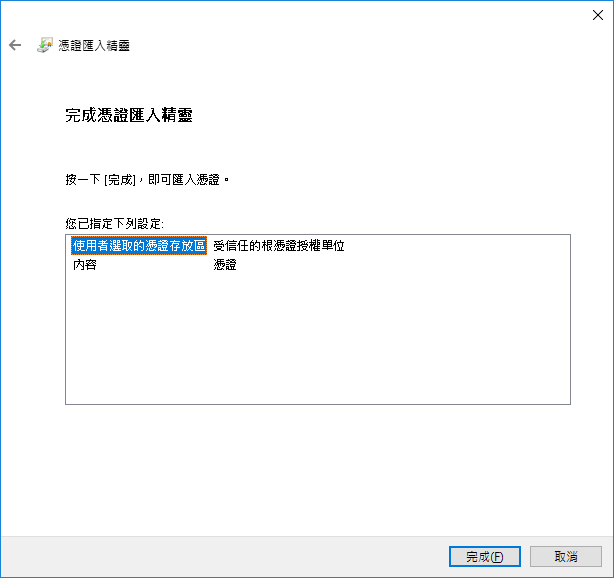 憑證匯入精靈
完成憑證匯入精靈
按一下 [完成]，即可匯入憑證。
您已指定下列設定:
使用者選取的憑證存放區 受信任的根憑證授權單位
內容 憑證
完成(F) 取消